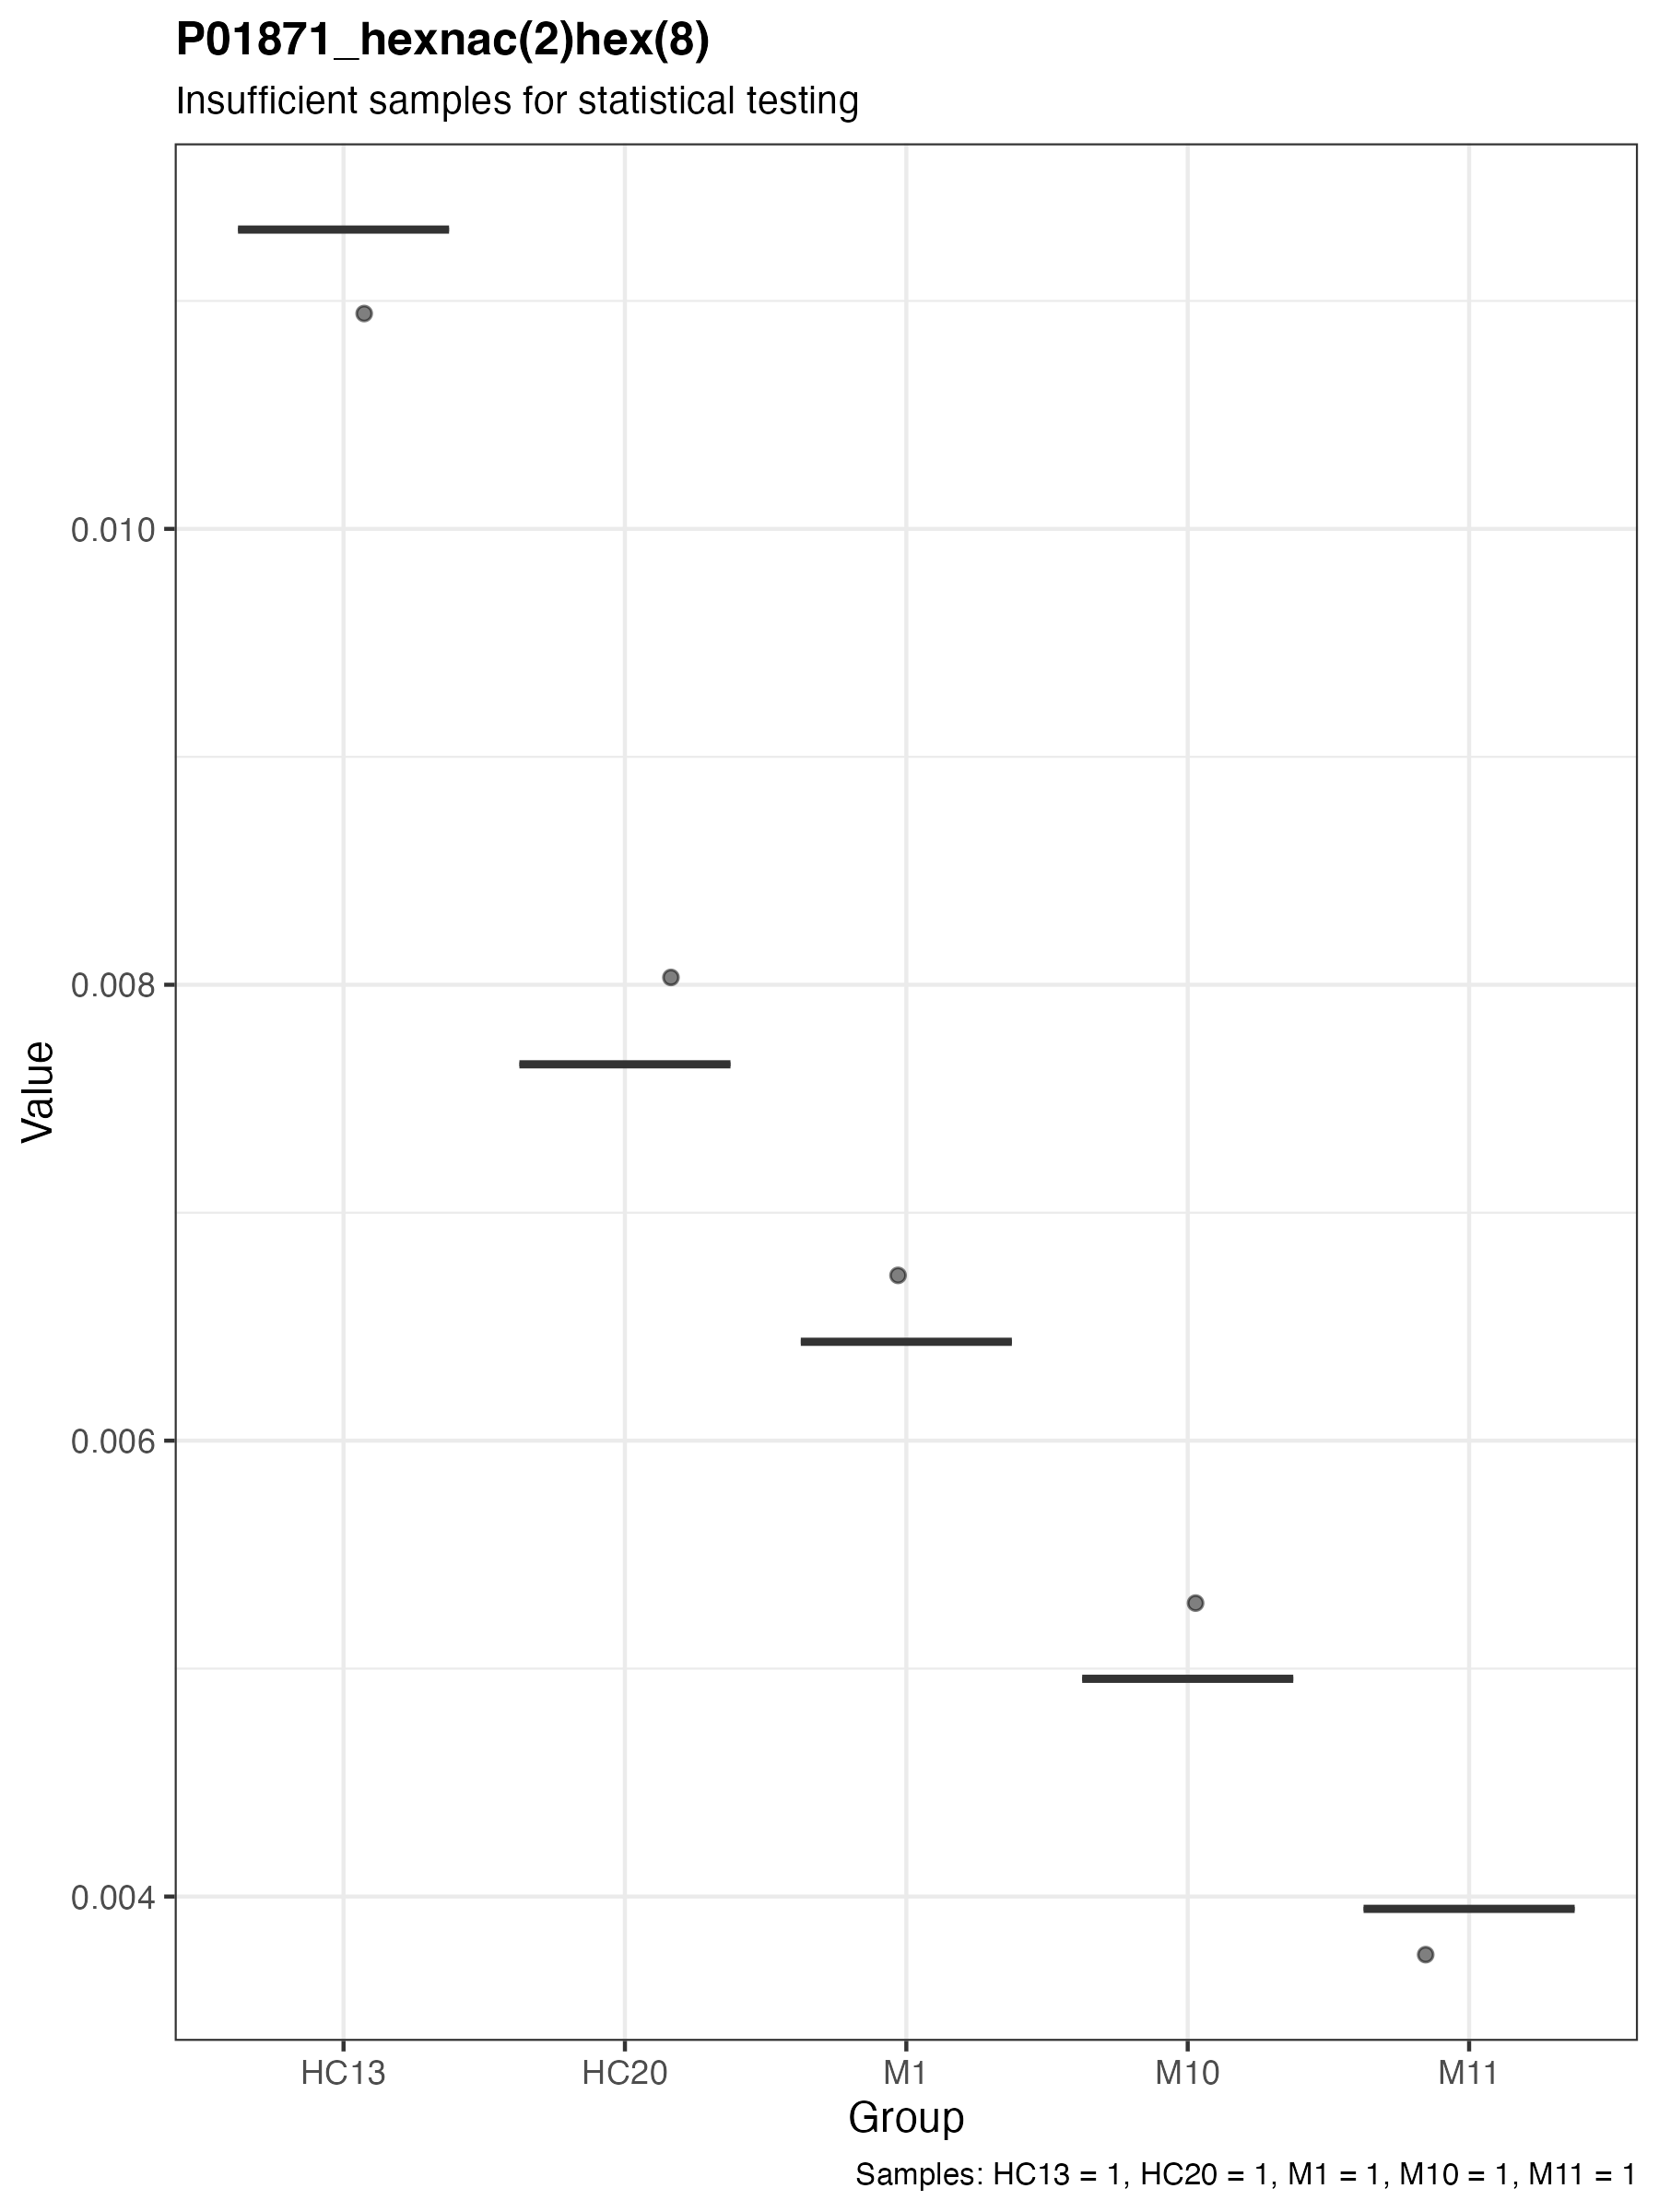 P01871_hexnac(2)hex(8)
Insufficient samples for statistical testing
Value
0.010
0.008
0.006
0.004
HC13 HC20 M1 M10 M11
Group
Samples: HC13 = 1, HC20 = 1, M1 = 1, M10 = 1, M11 = 1